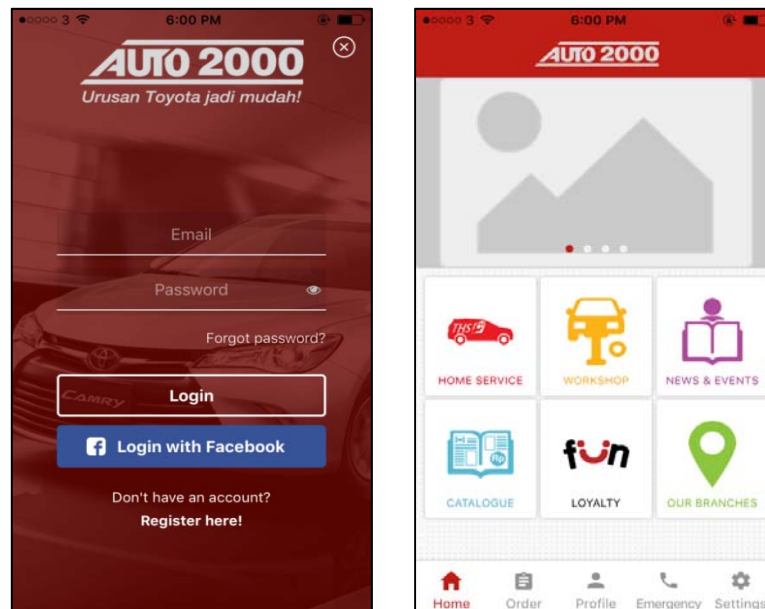 3 6:00 PM
AUTO 2000
Urusan Toyota jadi mudah!
Email
Password
Forgot password?
CAMRY
Login
Login with Facebook
Don't have an account?
Register here!
3 6:00 PM
AUTO 2000
THS
HOME SERVICE
WORKSHOP
NEWS & EVENTS
Rp
fun
CATALOGUE
LOYALTY
OUR BRANCHES
Home
Order
Profile
Emergency
Settings